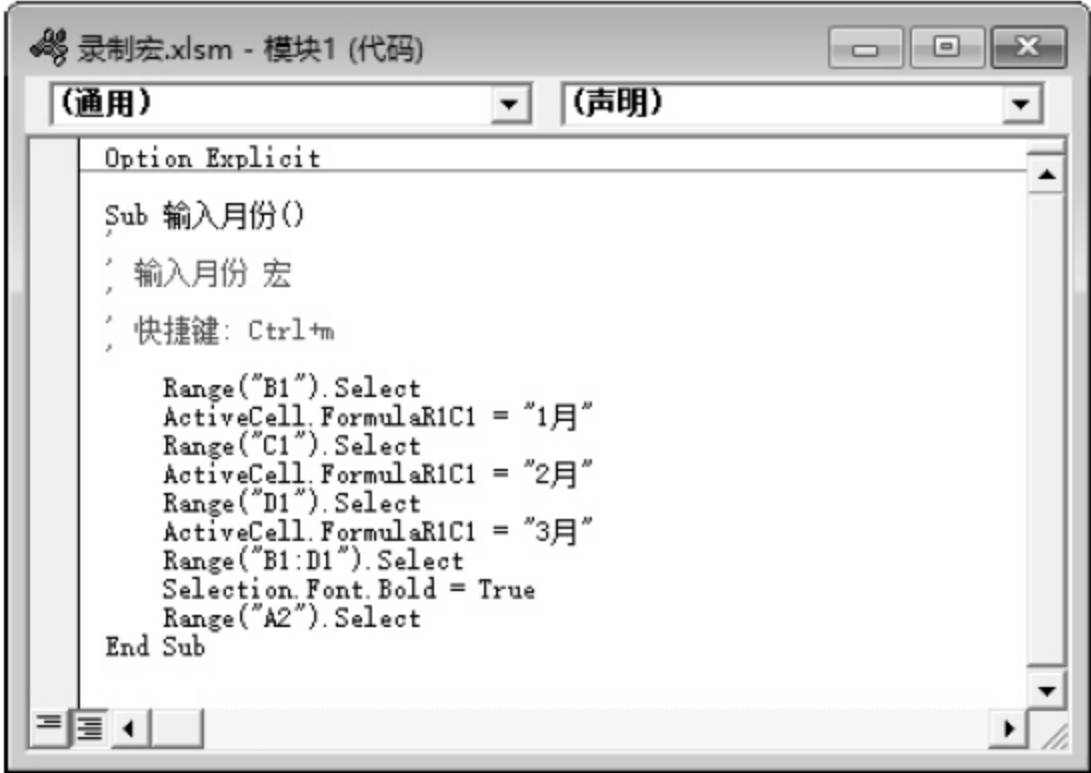 录制宏.xlsm - 模块1 (代码)
(通用) (声明)
Option Explicit
Sub 输入月份()
'
' 输入月份 宏
'
' 快捷键: Ctrl+m
'
Range("B1").Select
ActiveCell.FormulaR1C1 = "1月"
Range("C1").Select
ActiveCell.FormulaR1C1 = "2月"
Range("D1").Select
ActiveCell.FormulaR1C1 = "3月"
Range("B1:D1").Select
Selection.Font.Bold = True
Range("A2").Select
End Sub